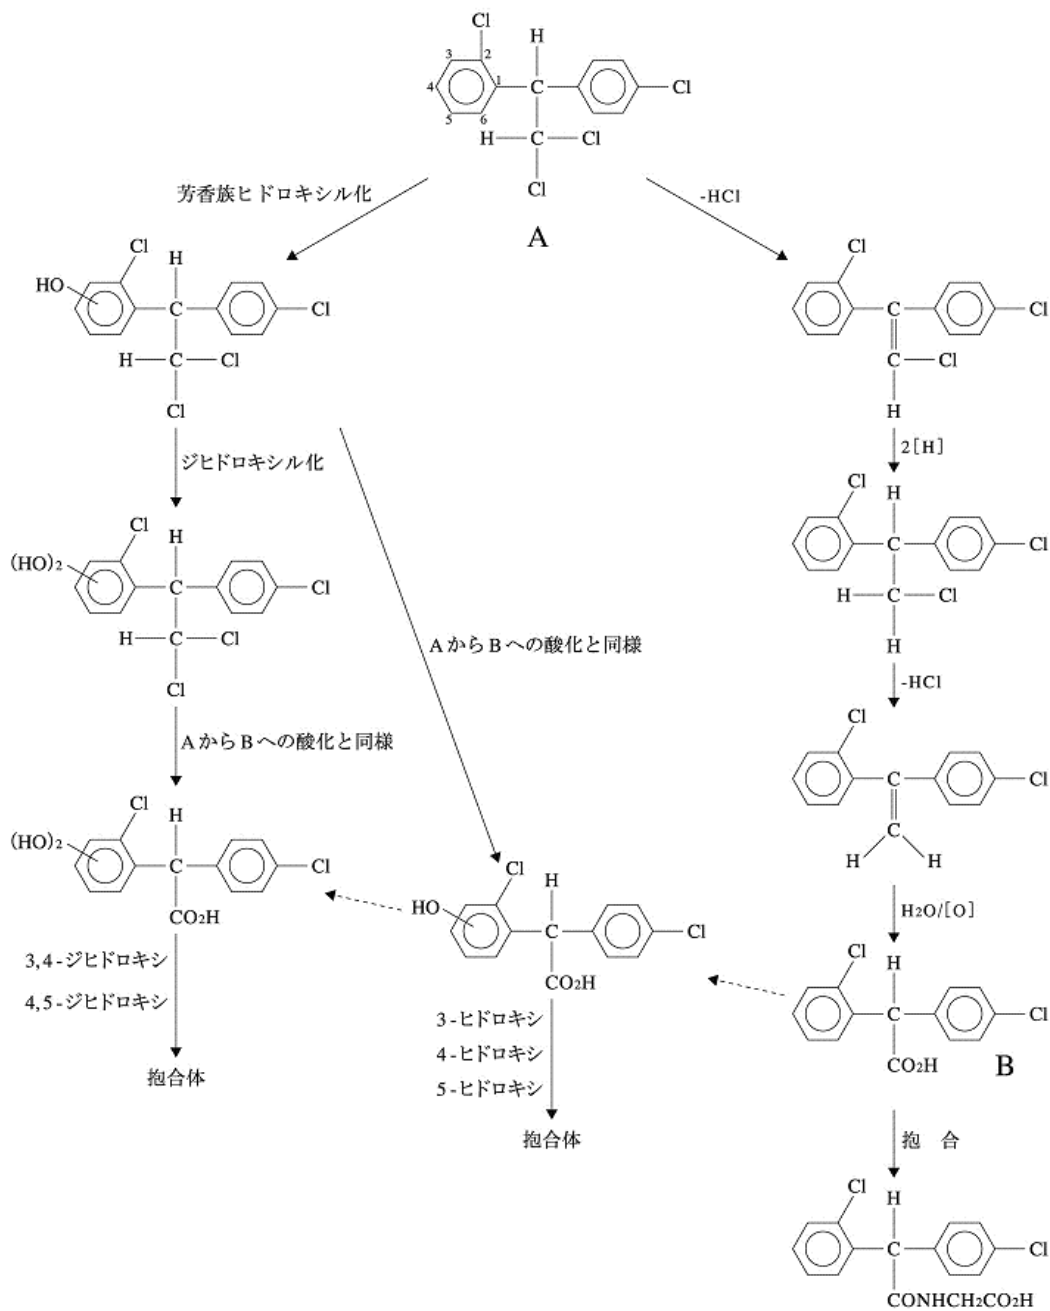 Cl
H
3 2
4 1 Cl
5 6
H C C Cl
Cl
A
芳香族ヒドロキシル化
-HCl
Cl
H
HO
C Cl
H C Cl
Cl
Cl
C Cl
C Cl
H
ジヒドロキシル化
2[H]
Cl
H
(HO)2
C Cl
H C Cl
Cl
Cl
H
C Cl
H C Cl
H
AからBへの酸化と同様
-HCl
AからBへの酸化と同様
Cl
C Cl
C
H H
Cl
H
(HO)2
C Cl
CO2H
3,4-ジヒドロキシ
4,5-ジヒドロキシ
抱合体
Cl
H
HO
C Cl
CO2H
3-ヒドロキシ
4-ヒドロキシ
5-ヒドロキシ
抱合体
H2O/[O]
Cl
H
C Cl
CO2H
B
抱 合
Cl
H
C Cl
CONHCH2CO2H